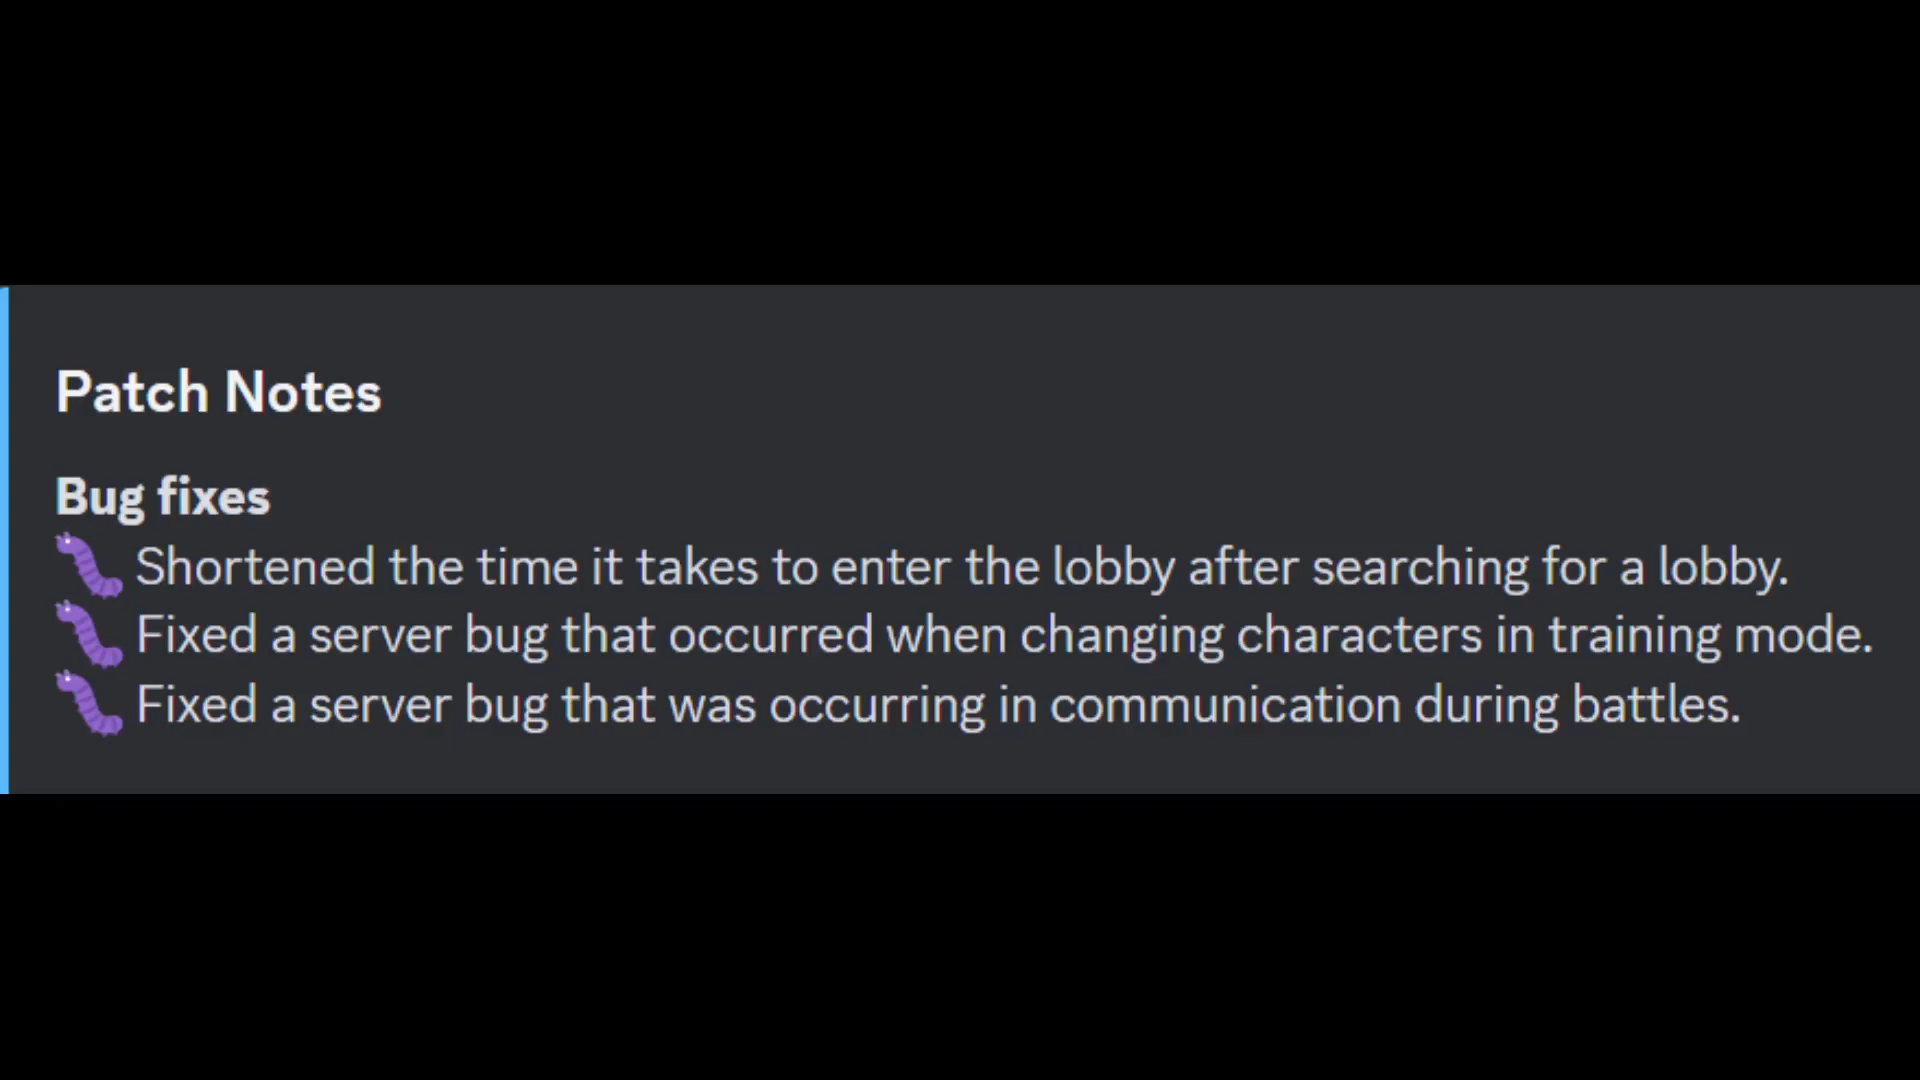 Patch Notes
Bug fixes
Shortened the time it takes to enter the lobby after searching for a lobby.
Fixed a server bug that occurred when changing characters in training mode.
Fixed a server bug that was occurring in communication during battles.